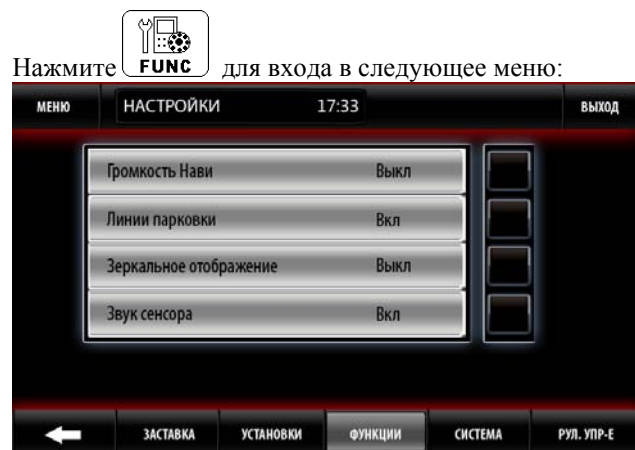 Нажмите FUNC для входа в следующее меню:
МЕНЮ НАСТРОЙКИ 17:33 ВЫХОД
Громкость Нави Выкл
Линии парковки Вкл
Зеркальное отображение Выкл
Звук сенсора Вкл
ЗАСТАВКА УСТАНОВКИ ФУНКЦИИ СИСТЕМА РУЛ. УПР-Е